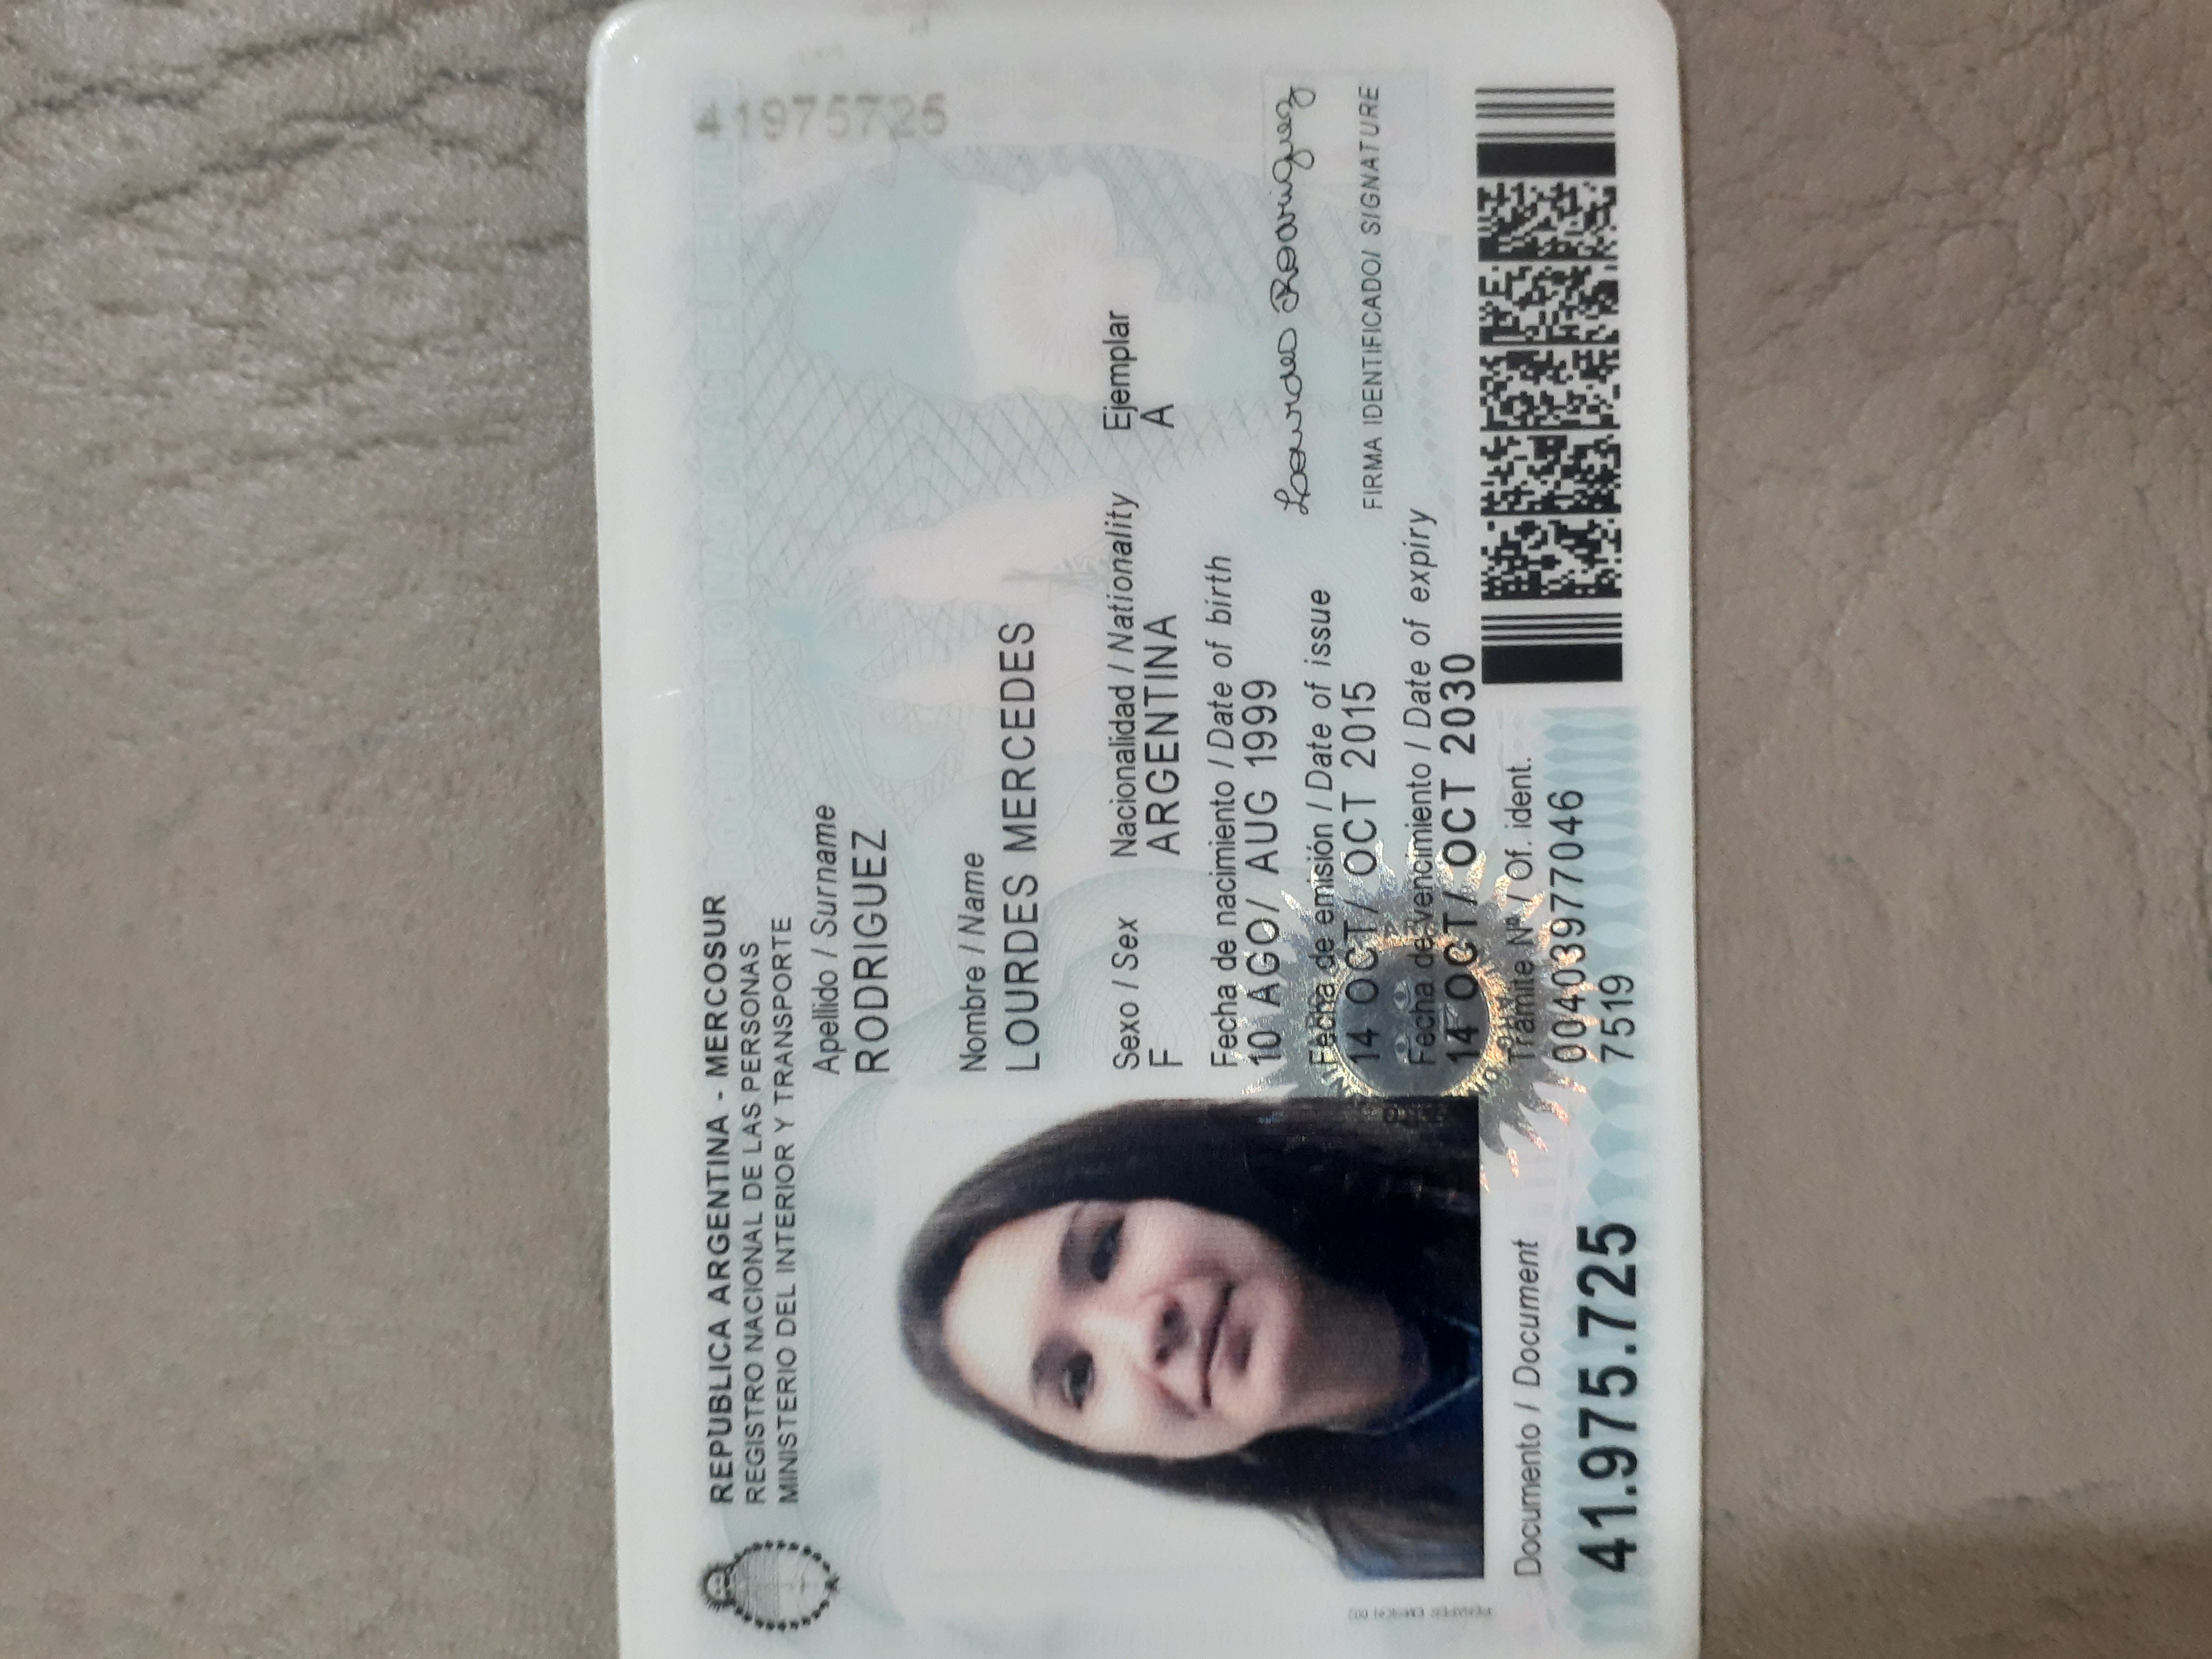 REPUBLICA ARGENTINA - MERCOSUR
REGISTRO NACIONAL DE LAS PERSONAS
MINISTERIO DEL INTERIOR Y TRANSPORTE
Apellido / Surname
RODRIGUEZ
Nombre / Name
LOURDES MERCEDES
Sexo / Sex Nacionalidad / Nationality Ejemplar
F ARGENTINA A
Fecha de nacimiento / Date of birth
10 AGO/ AUG 1999
Fecha de emisión / Date of issue
14 OCT/ OCT 2015
Fecha de vencimiento / Date of expiry
14 OCT/ OCT 2030
Lourdes Rodriguez
FIRMA IDENTIFICADO/ SIGNATURE
Documento / Document
41.975.725
Trámite Nº / Of. ident.
00403977046
7519
41975725